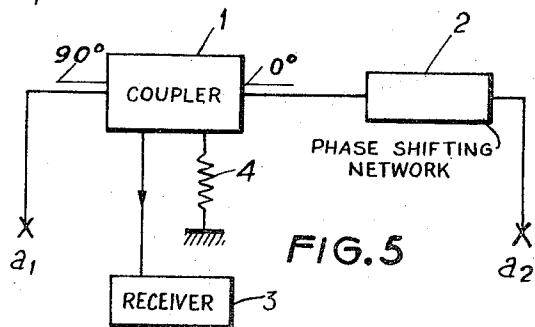 1
2
90°
0°
COUPLER
PHASE SHIFTING
NETWORK
4
a1
FIG.5
a2
RECEIVER
3